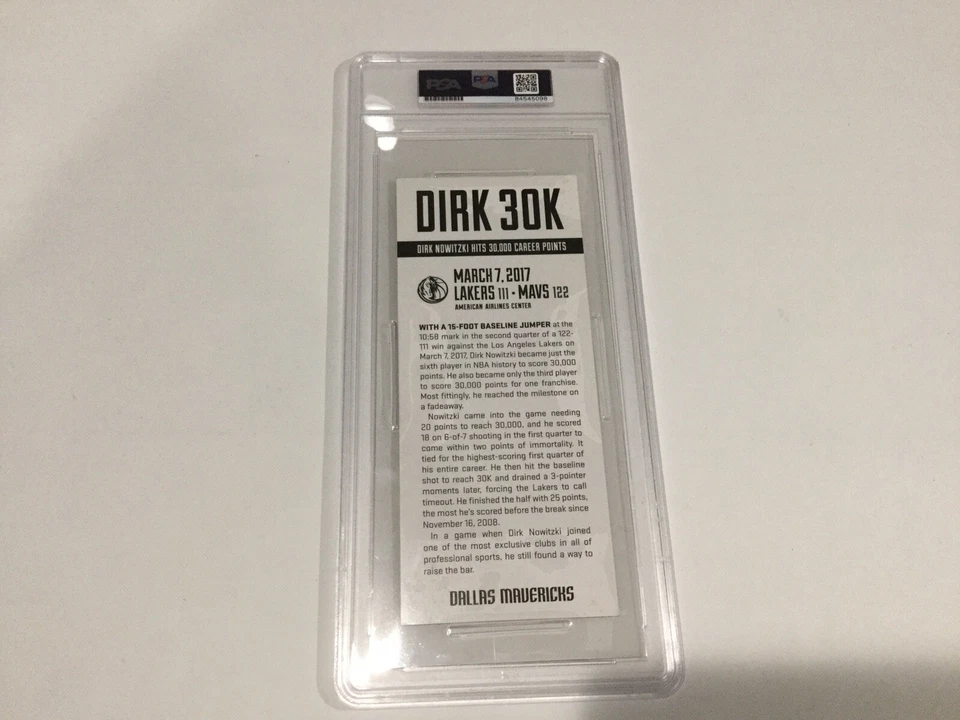 PSA PSA
84545098
DIRK 30K
DIRK NOWITZKI HITS 30,000 CAREER POINTS
MARCH 7, 2017
LAKERS 111 • MAVS 122
AMERICAN AIRLINES CENTER
WITH A 15-FOOT BASELINE JUMPER at the
10:58 mark in the second quarter of a 122-
111 win against the Los Angeles Lakers on
March 7, 2017, Dirk Nowitzki became just the
sixth player in NBA history to score 30,000
points. He also became only the third player
to score 30,000 points for one franchise.
Most fittingly, he reached the milestone on
a fadeaway.
Nowitzki came into the game needing
20 points to reach 30,000, and he scored
18 on 6-of-7 shooting in the first quarter to
come within two points of immortality. It
tied for the highest-scoring first quarter of
his entire career. He then hit the baseline
shot to reach 30K and drained a 3-pointer
moments later, forcing the Lakers to call
timeout. He finished the half with 25 points,
the most he's scored before the break since
November 16, 2008.
In a game when Dirk Nowitzki joined
one of the most exclusive clubs in all of
professional sports, he still found a way to
raise the bar.
DALLAS MAVERICKS